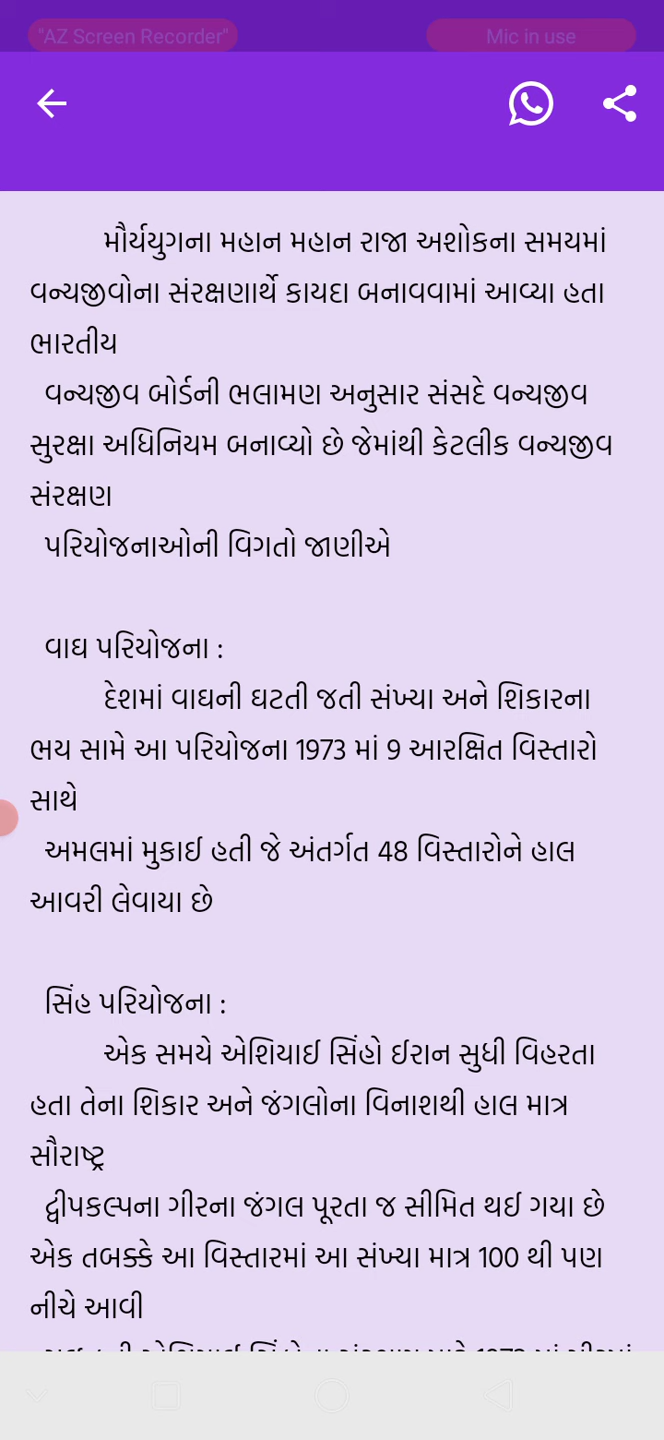 "AZ Screen Recorder"
Mic in use
મૌર્યયુગના મહાન મહાન રાજા અશોકના સમયમાં
વન્યજીવોના સંરક્ષણાર્થે કાયદા બનાવવામાં આવ્યા હતા
ભારતીય
વન્યજીવ બોર્ડની ભલામણ અનુસાર સંસદે વન્યજીવ
સુરક્ષા અધિનિયમ બનાવ્યો છે જેમાંથી કેટલીક વન્યજીવ
સંરક્ષણ
પરિયોજનાઓની વિગતો જાણીએ
વાઘ પરિયોજના :
દેશમાં વાઘની ઘટતી જતી સંખ્યા અને શિકારના
ભય સામે આ પરિયોજના 1973 માં 9 આરક્ષિત વિસ્તારો
સાથે
અમલમાં મુકાઈ હતી જે અંતર્ગત 48 વિસ્તારોને હાલ
આવરી લેવાયા છે
સિંહ પરિયોજના :
એક સમયે એશિયાઈ સિંહો ઈરાન સુધી વિહરતા
હતા તેના શિકાર અને જંગલોના વિનાશથી હાલ માત્ર
સૌરાષ્ટ્ર
દ્વીપકલ્પના ગીરના જંગલ પૂરતા જ સીમિત થઈ ગયા છે
એક તબક્કે આ વિસ્તારમાં આ સંખ્યા માત્ર 100 થી પણ
નીચે આવી